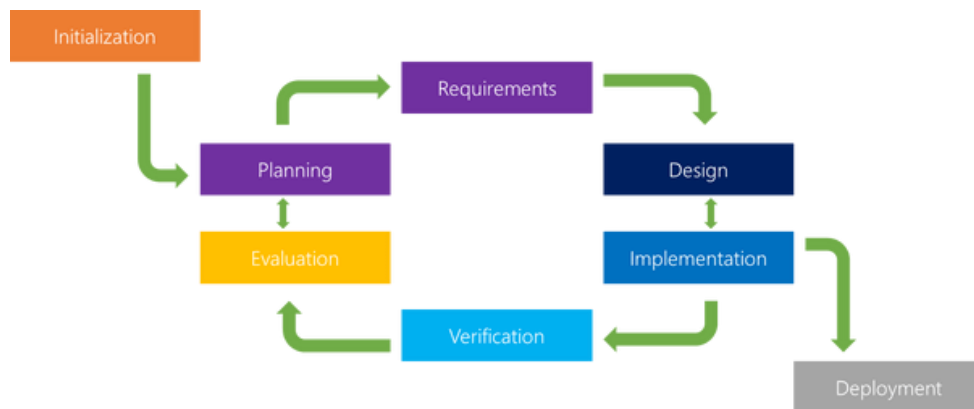 Initialization
Requirements
Planning
Design
Evaluation
Implementation
Verification
Deployment